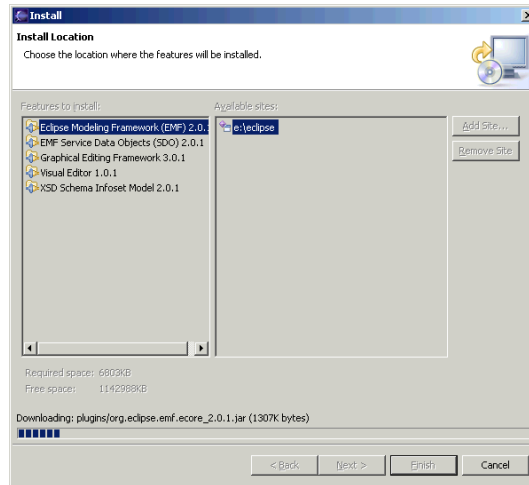 Install
Install Location
Choose the location where the features will be installed.
Features to install:
Available sites:
Eclipse Modeling Framework (EMF) 2.0.1
EMF Service Data Objects (SDO) 2.0.1
Graphical Editing Framework 3.0.1
Visual Editor 1.0.1
XSD Schema Infoset Model 2.0.1
e:\eclipse
Add Site...
Remove Site
Required space: 6803KB
Free space: 1142988KB
Downloading: plugins/org.eclipse.emf.ecore_2.0.1.jar (1307K bytes)
< Back
Next >
Finish
Cancel